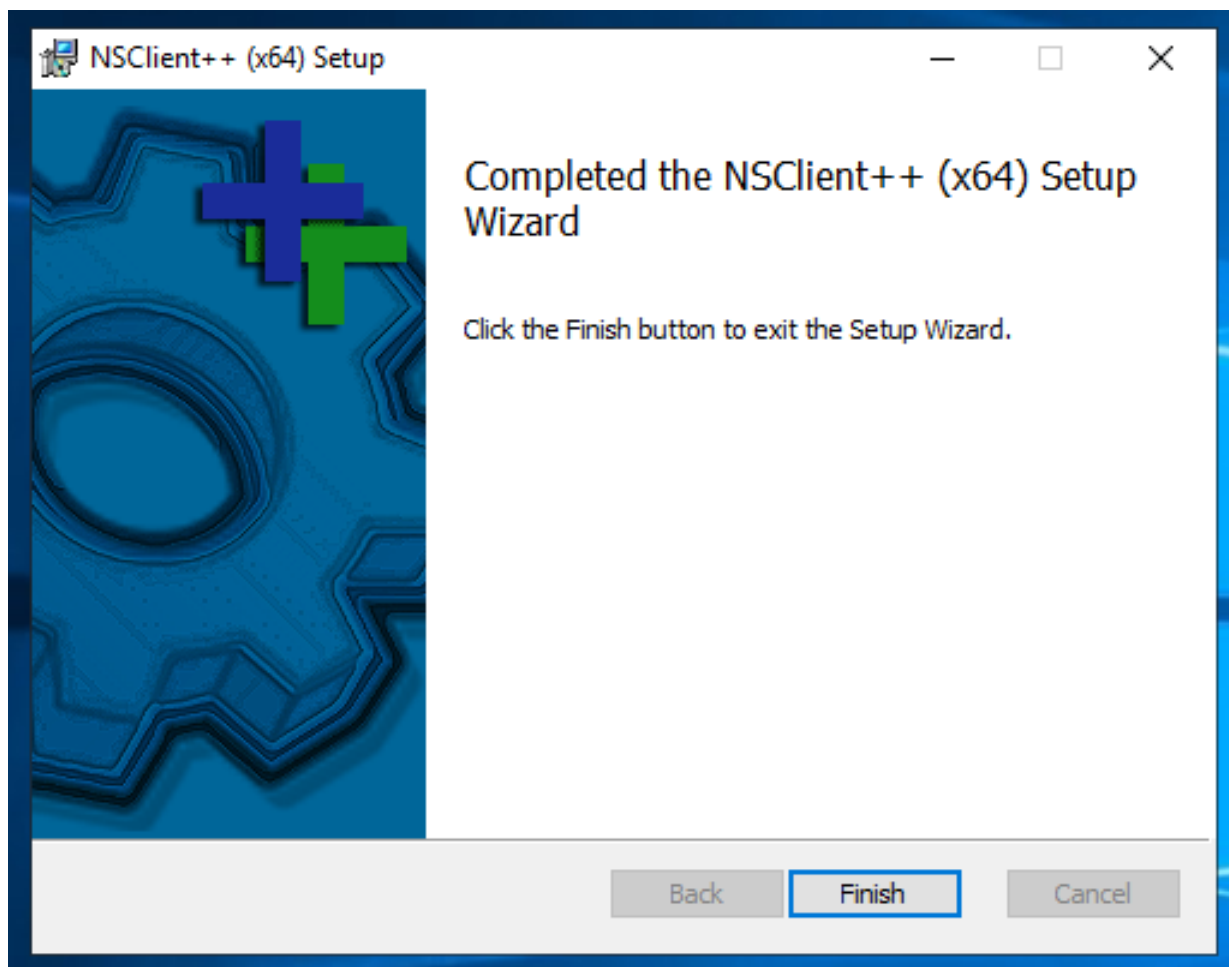 NSClient++ (x64) Setup
Completed the NSClient++ (x64) Setup
Wizard
Click the Finish button to exit the Setup Wizard.
Back
Finish
Cancel